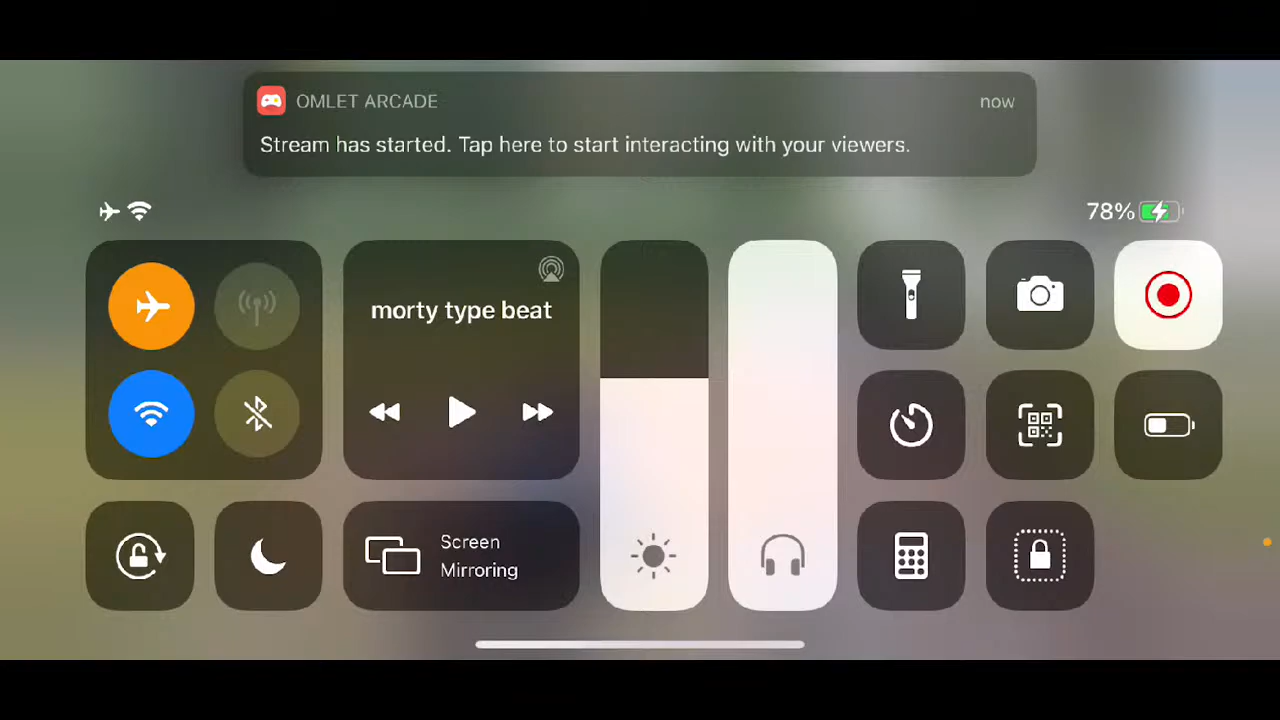 OMLET ARCADE
now
Stream has started. Tap here to start interacting with your viewers.
78%
morty type beat
Screen
Mirroring